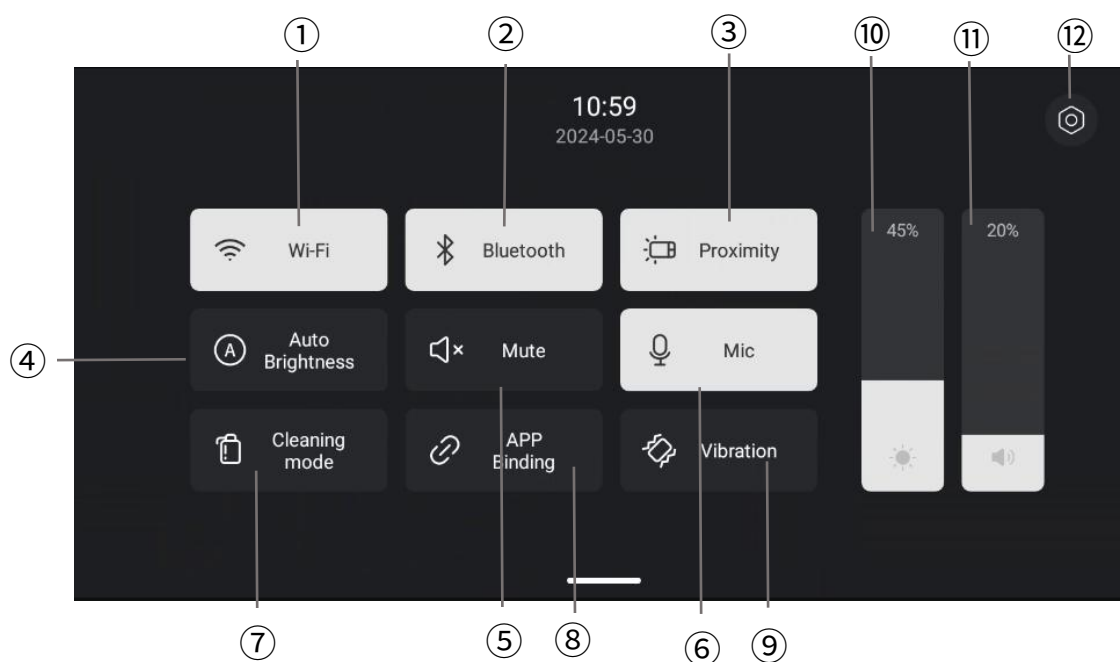 ① ② ③ ⑩ ⑪ ⑫
10:59
2024-05-30
Wi-Fi
Bluetooth
Proximity
45%
20%
④
Auto
Brightness
Mute
Mic
Cleaning
mode
APP
Binding
Vibration
⑦ ⑤ ⑧ ⑥ ⑨